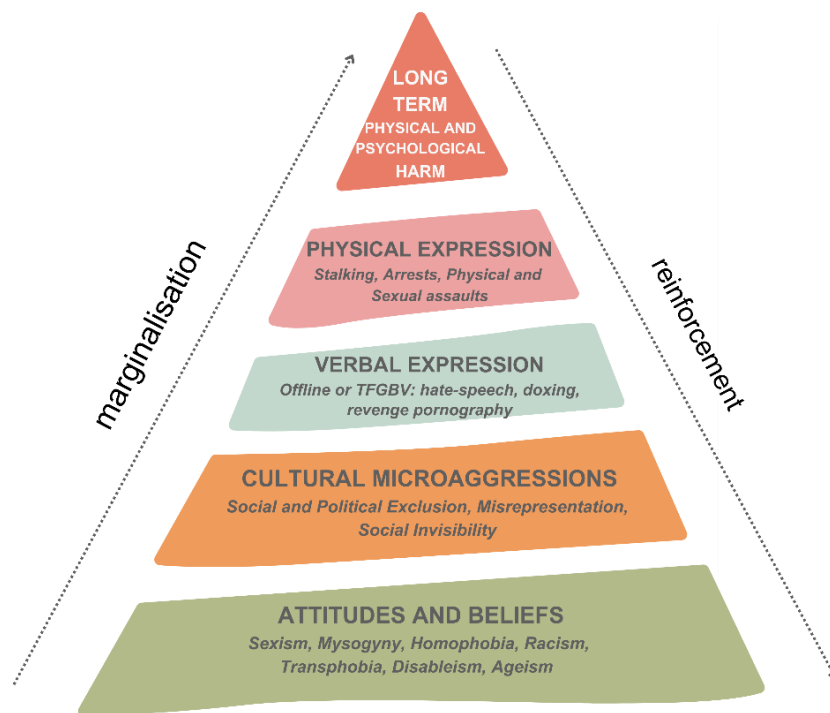 LONG
TERM
PHYSICAL AND
PSYCHOLOGICAL
HARM
PHYSICAL EXPRESSION
Stalking, Arrests, Physical and
Sexual assaults
VERBAL EXPRESSION
Offline or TFGBV: hate-speech, doxing,
revenge pornography
CULTURAL MICROAGGRESSIONS
Social and Political Exclusion, Misrepresentation,
Social Invisibility
ATTITUDES AND BELIEFS
Sexism, Mysogyny, Homophobia, Racism,
Transphobia, Disableism, Ageism
marginalisation
reinforcement